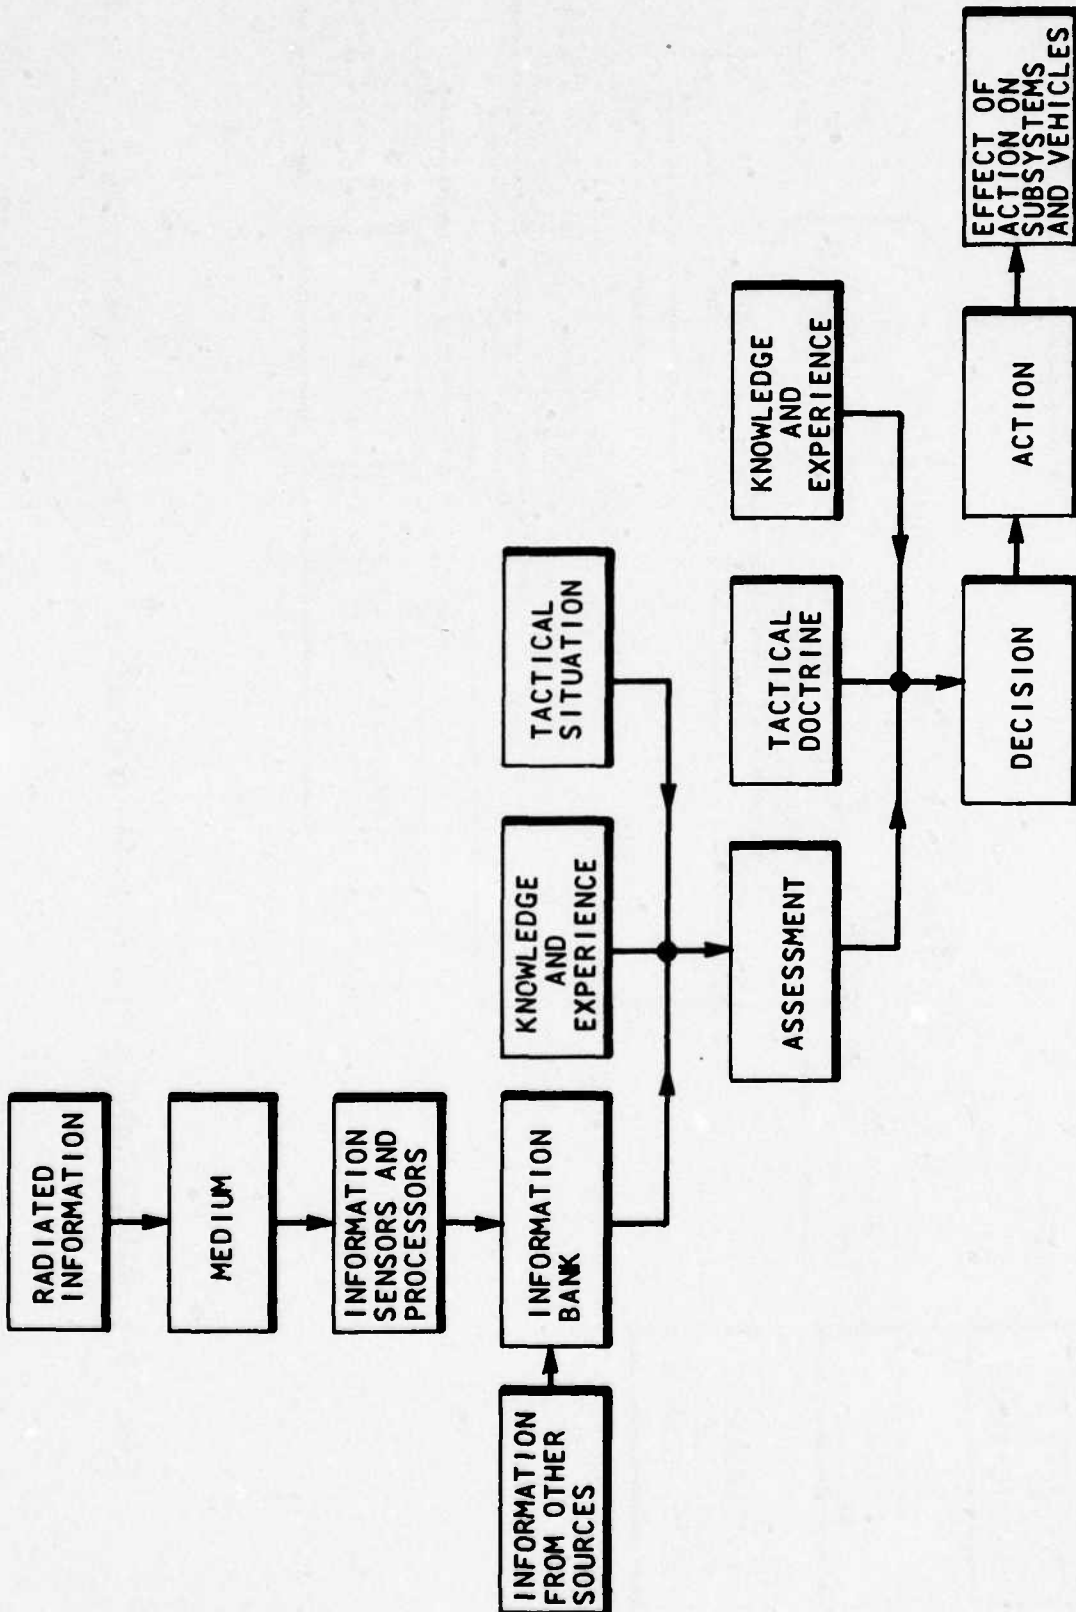 RADIATED
INFORMATION
MEDIUM
INFORMATION
SENSORS AND
PROCESSORS
INFORMATION
FROM OTHER
SOURCES
INFORMATION
BANK
KNOWLEDGE
AND
EXPERIENCE
TACTICAL
SITUATION
ASSESSMENT
TACTICAL
DOCTRINE
KNOWLEDGE
AND
EXPERIENCE
DECISION
ACTION
EFFECT OF
ACTION ON
SUBSYSTEMS
AND VEHICLES